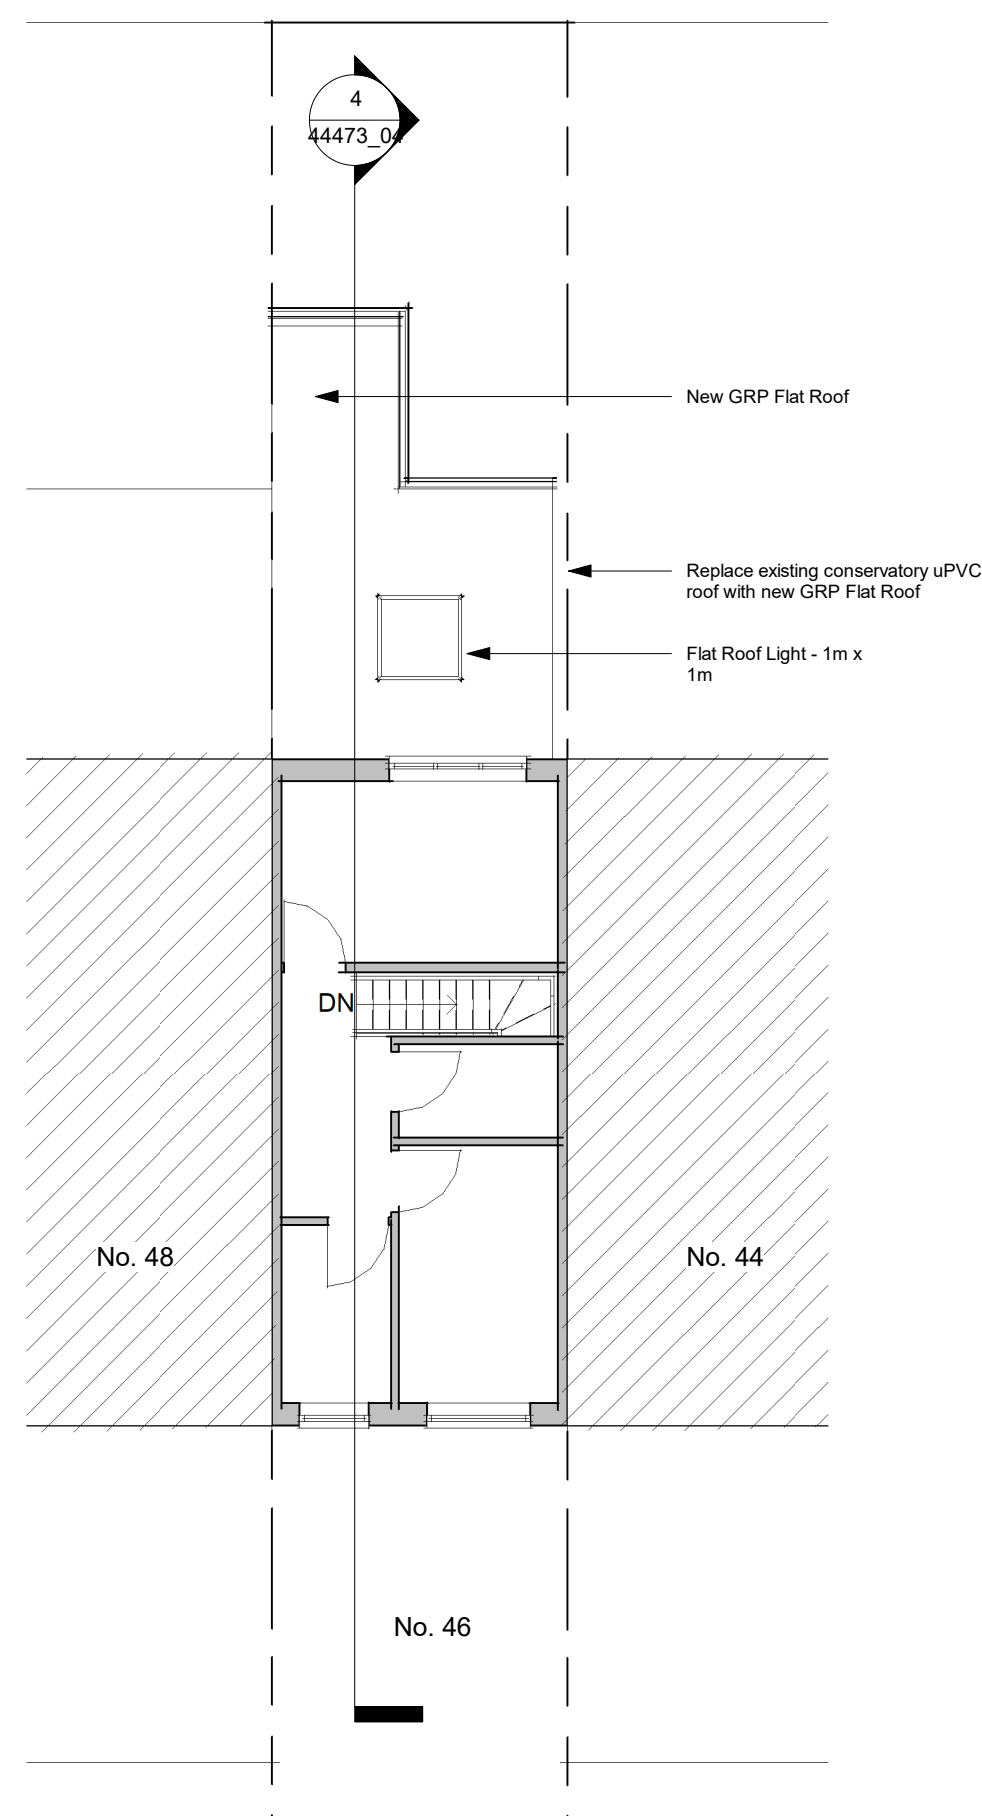 4
44473_04
New GRP Flat Roof
Replace existing conservatory uPVC
roof with new GRP Flat Roof
Flat Roof Light - 1m x
1m
DN
No. 48
No. 44
No. 46